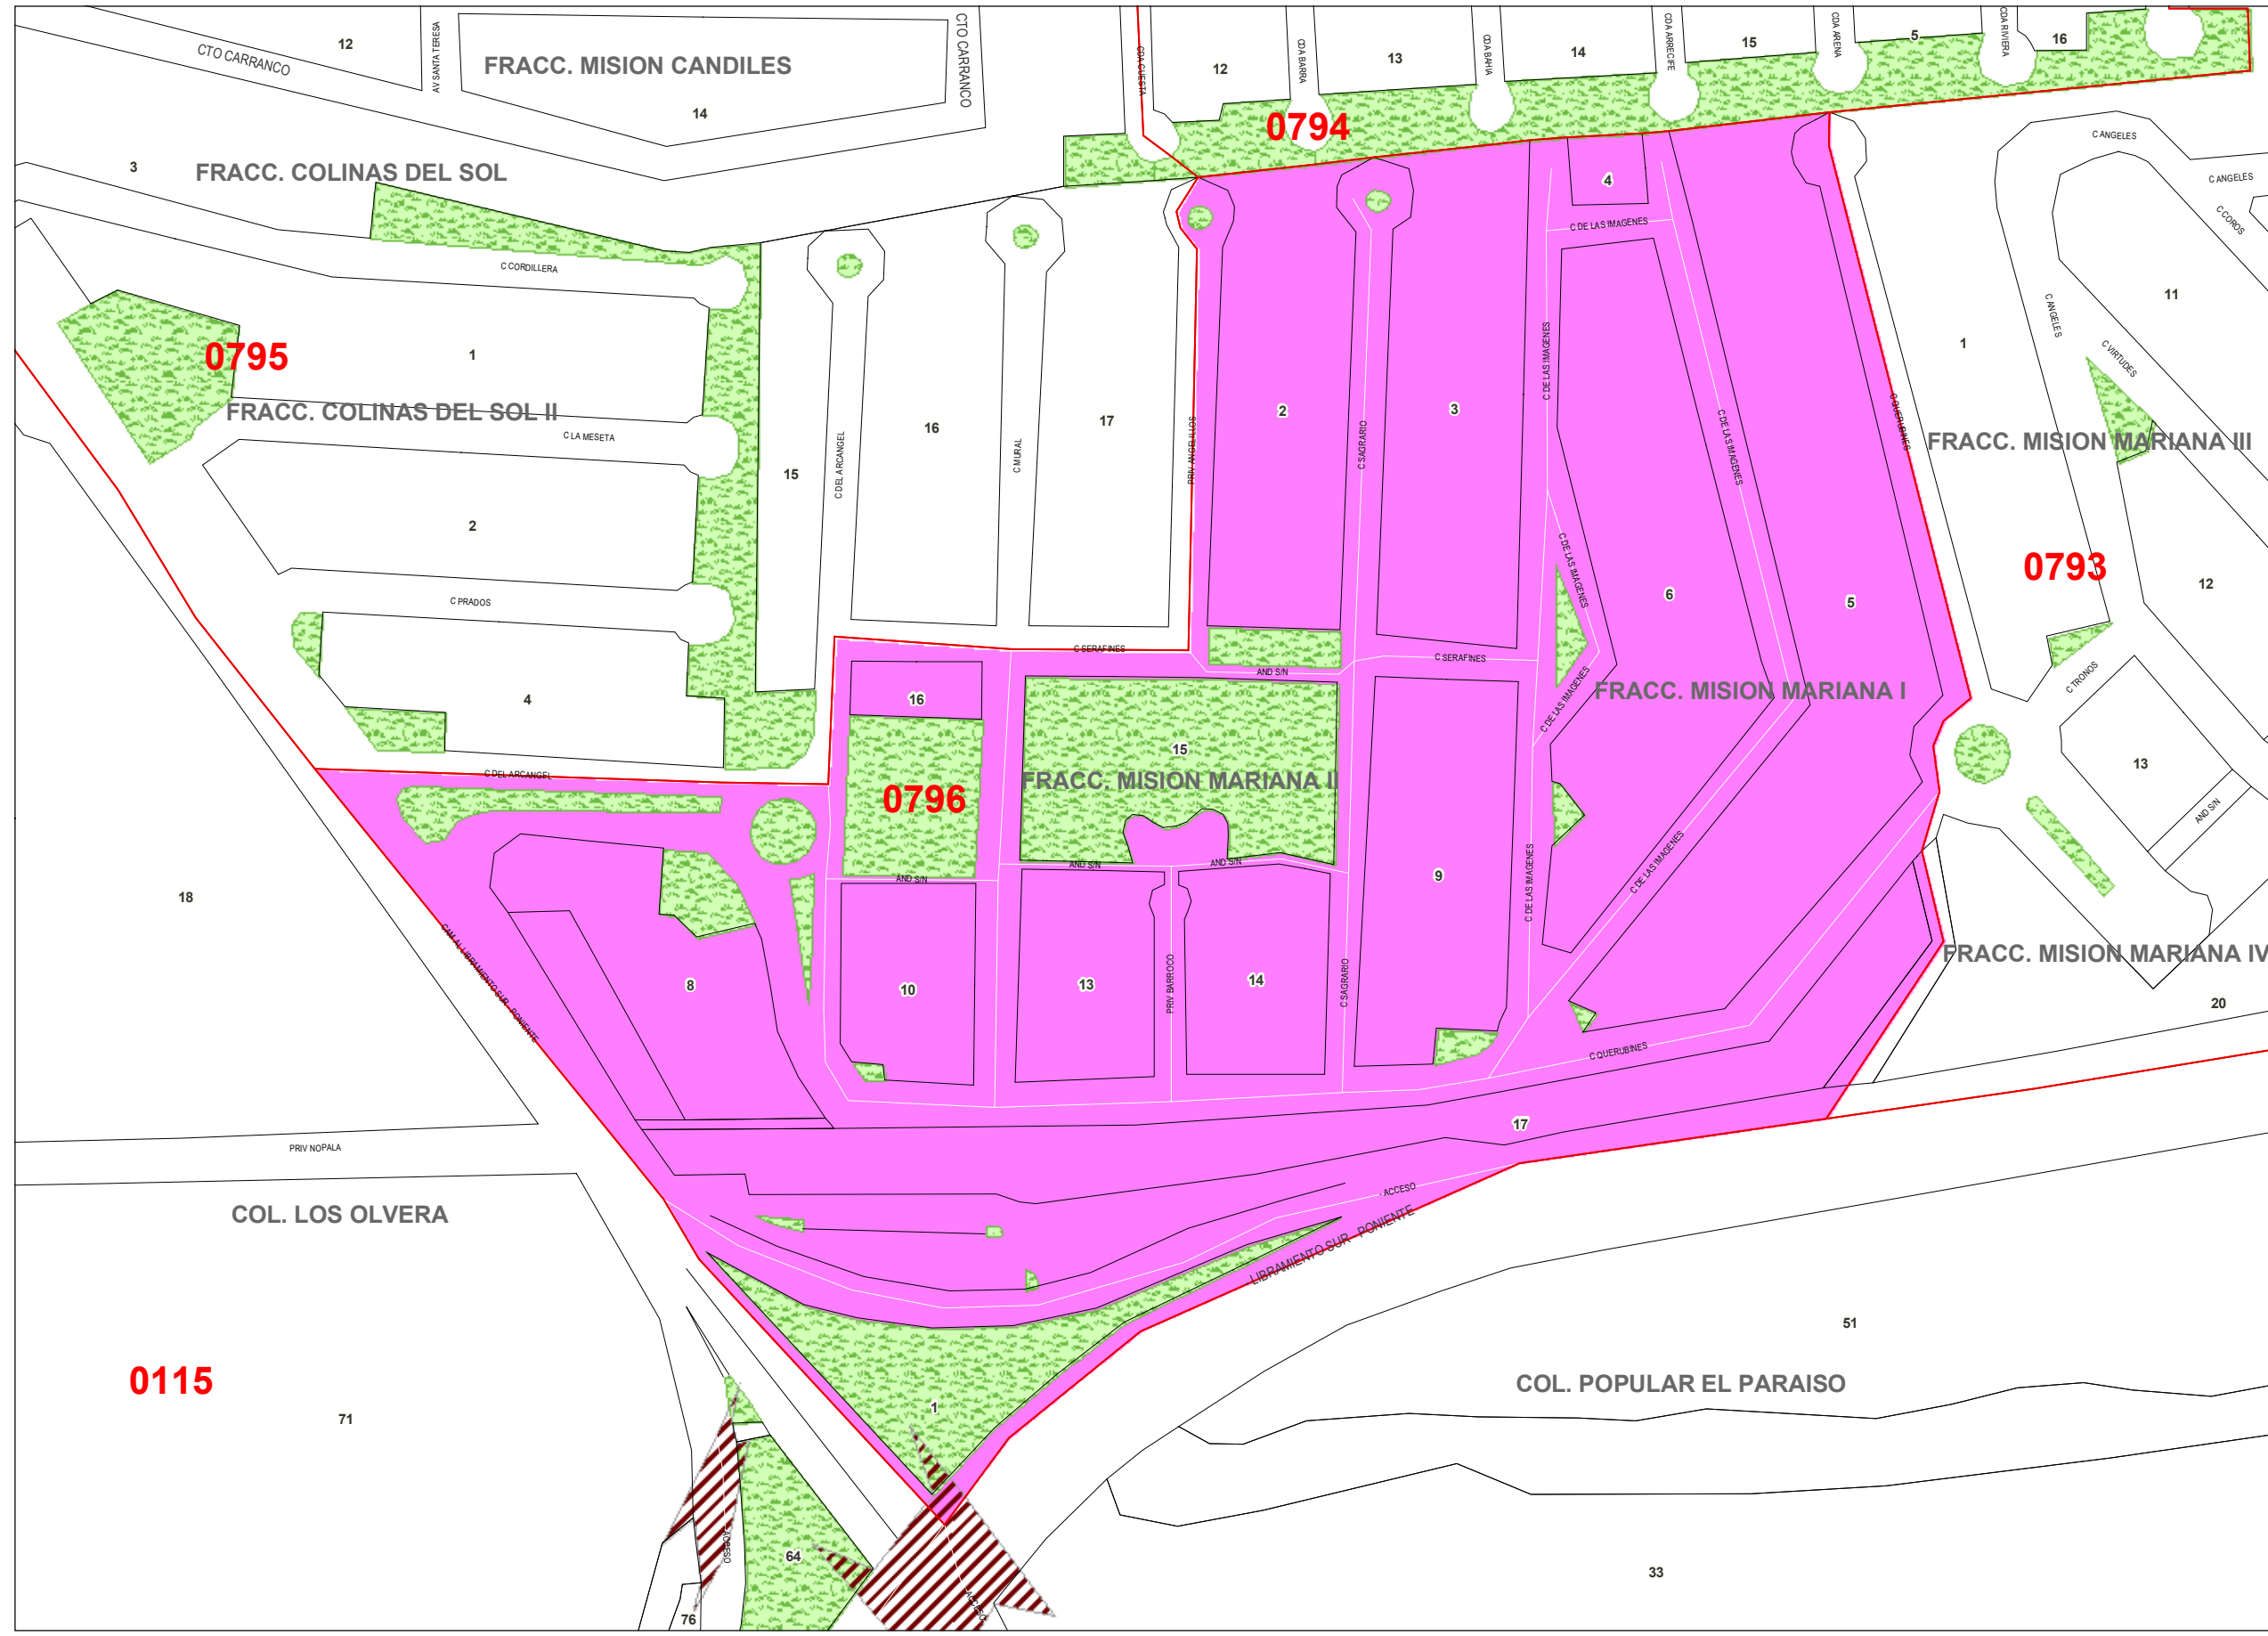 12
CTO CARRANCO
AV SANTA TERESA
FRACC. MISION CANDILES
14
CTO CARRANCO
CDA CUESTA
12
CDA BARRA
13
CDA BAHIA
14
CDA ARRECIFE
15
CDA ARENA
5
CDA RIVIERA
16
0794
3
FRACC. COLINAS DEL SOL
C ANGELES
C ANGELES
C COROS
4
C DE LAS IMAGENES
C CORDILLERA
11
C ANGELES
C VIRTUDES
0795
1
FRACC. COLINAS DEL SOL II
C LA MESETA
15
C DEL ARCANGEL
16
C MURAL
17
PRIV ANGELILLOS
2
C SAGRARIO
3
C DE LAS IMAGENES
C DE LAS IMAGENES
C QUERUBINES
1
FRACC. MISION MARIANA III
2
C DE LAS IMAGENES
0793
12
C PRADOS
6
5
C SERAFINES
C SERAFINES
AND S/N
C TRONOS
4
16
C DE LAS IMAGENES
FRACC. MISION MARIANA I
15
FRACC. MISION MARIANA II
C DEL ARCANGEL
0796
13
AND S/N
AND S/N
AND S/N
AND S/N
9
C DE LAS IMAGENES
C DE LAS IMAGENES
18
CAM AL LIBRAMIENTO SUR - PONIENTE
8
10
13
PRIV BARROCO
14
C SAGRARIO
FRACC. MISION MARIANA IV
20
C QUERUBINES
17
PRIV NOPALA
COL. LOS OLVERA
ACCESO
LIBRAMIENTO SUR - PONIENTE
51
0115
COL. POPULAR EL PARAISO
71
1
ACCESO
64
33
ACCESO
76